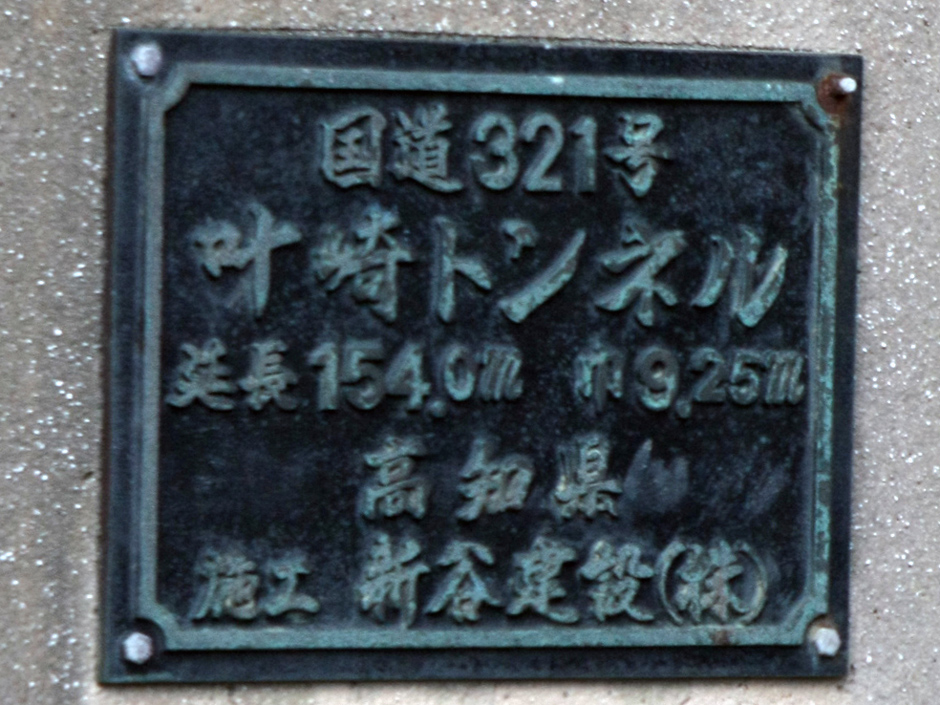 国道321号
叶崎トンネル
延長154.0m 巾9.25m
高知県
施工 新谷建設(株)